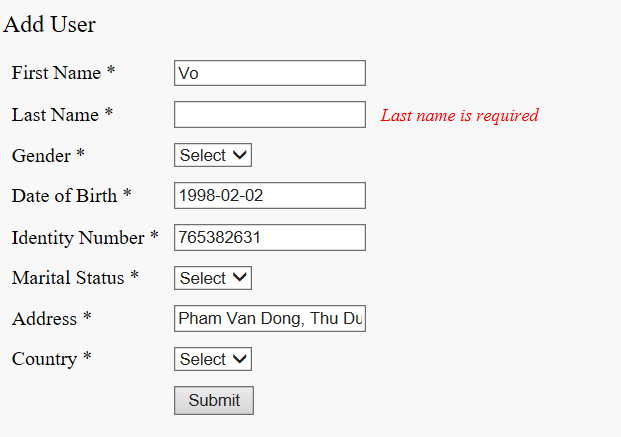 Add User
First Name * Vo
Last Name * Last name is required
Gender * Select
Date of Birth * 1998-02-02
Identity Number * 765382631
Marital Status * Select
Address * Pham Van Dong, Thu Du
Country * Select
Submit